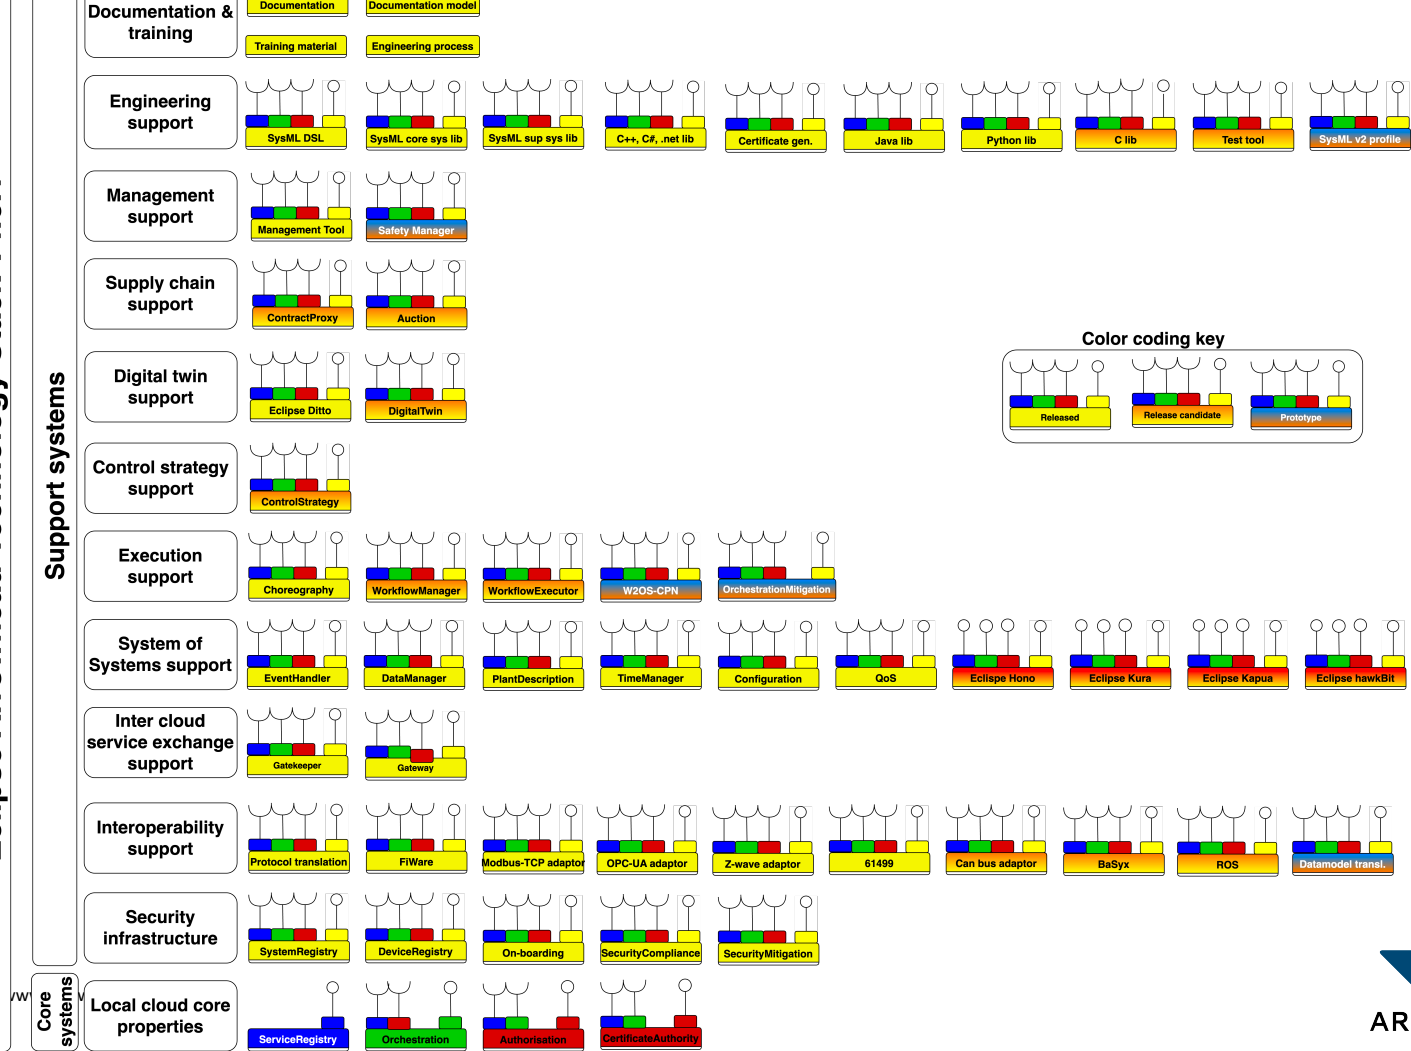 Documentation &
training
Documentation
Documentation model
Training material
Engineering process
Engineering
support
SysML DSL
SysML core sys lib
SysML sup sys lib
C++, C#, .net lib
Certificate gen.
Java lib
Python lib
C lib
Test tool
SysML v2 profile
Management
support
Management Tool
Safety Manager
Supply chain
support
ContractProxy
Auction
Color coding key
Released
Release candidate
Prototype
Digital twin
support
Eclipse Ditto
DigitalTwin
Support systems
Control strategy
support
ControlStrategy
Execution
support
Choreography
WorkflowManager
WorkflowExecutor
W2OS-CPN
OrchestrationMitigation
System of
Systems support
EventHandler
DataManager
PlantDescription
TimeManager
Configuration
QoS
Eclispe Hono
Eclipse Kura
Eclipse Kapua
Eclipse hawkBit
Inter cloud
service exchange
support
Gatekeeper
Gateway
Interoperability
support
Protocol translation
FiWare
Modbus-TCP adaptor
OPC-UA adaptor
Z-wave adaptor
61499
Can bus adaptor
BaSyx
ROS
Datamodel transl.
Security
infrastructure
SystemRegistry
DeviceRegistry
On-boarding
SecurityCompliance
SecurityMitigation
Core
systems
Local cloud core
properties
ServiceRegistry
Orchestration
Authorisation
CertificateAuthority
AR